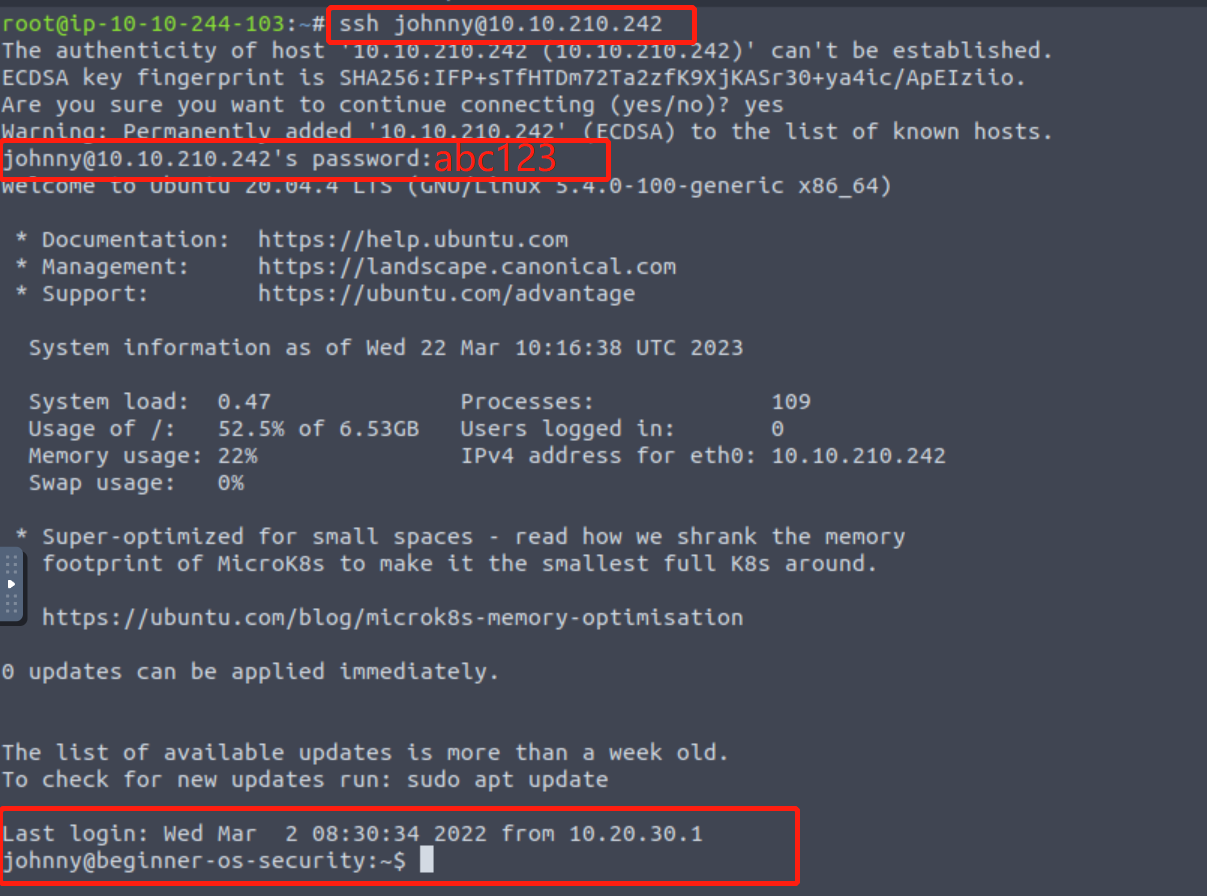 root@ip-10-10-244-103:~# ssh johnny@10.10.210.242
The authenticity of host '10.10.210.242 (10.10.210.242)' can't be established.
ECDSA key fingerprint is SHA256:IFP+sTfHTDm72Ta2zfK9XjKASr30+ya4ic/ApEIziio.
Are you sure you want to continue connecting (yes/no)? yes
Warning: Permanently added '10.10.210.242' (ECDSA) to the list of known hosts.
johnny@10.10.210.242's password:abc123
Welcome to Ubuntu 20.04.4 LTS (GNU/Linux 5.4.0-100-generic x86_64)
* Documentation: https://help.ubuntu.com
* Management: https://landscape.canonical.com
* Support: https://ubuntu.com/advantage
System information as of Wed 22 Mar 10:16:38 UTC 2023
System load: 0.47 Processes: 109
Usage of /: 52.5% of 6.53GB Users logged in: 0
Memory usage: 22% IPv4 address for eth0: 10.10.210.242
Swap usage: 0%
* Super-optimized for small spaces - read how we shrank the memory
footprint of MicroK8s to make it the smallest full K8s around.
https://ubuntu.com/blog/microk8s-memory-optimisation
0 updates can be applied immediately.
The list of available updates is more than a week old.
To check for new updates run: sudo apt update
Last login: Wed Mar  2 08:30:34 2022 from 10.20.30.1
johnny@beginner-os-security:~$